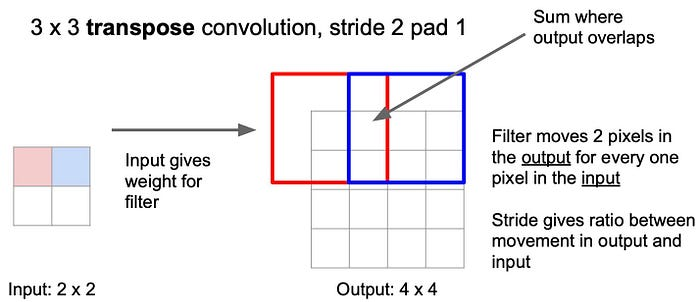 3 x 3 transpose convolution, stride 2 pad 1
Sum where
output overlaps
Input gives
weight for
filter
Filter moves 2 pixels in
the output for every one
pixel in the input
Stride gives ratio between
movement in output and
input
Input: 2 x 2
Output: 4 x 4